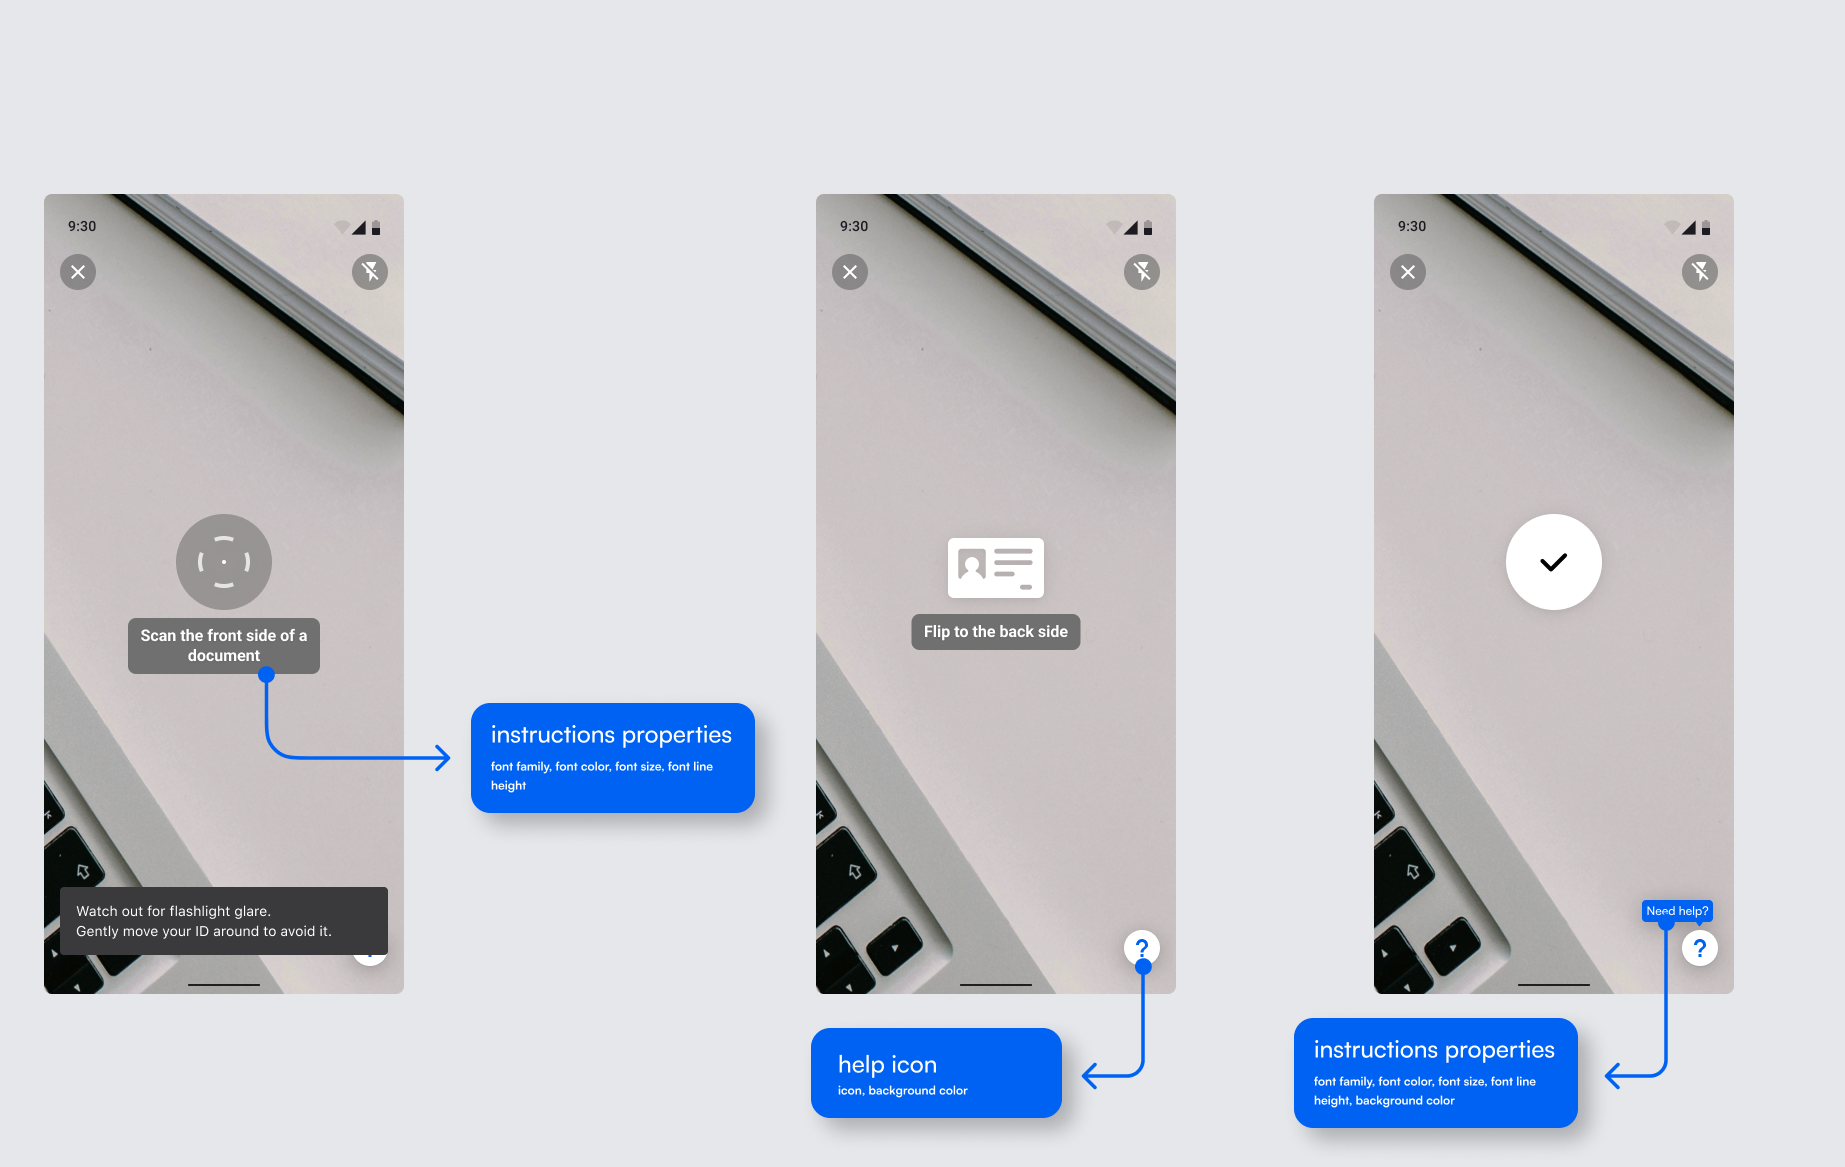 9:30
Scan the front side of a
document
Watch out for flashlight glare.
Gently move your ID around to avoid it.
instructions properties
font family, font color, font size, font line
height
9:30
Flip to the back side
?
help icon
icon, background color
9:30
Need help?
?
instructions properties
font family, font color, font size, font line
height, background color